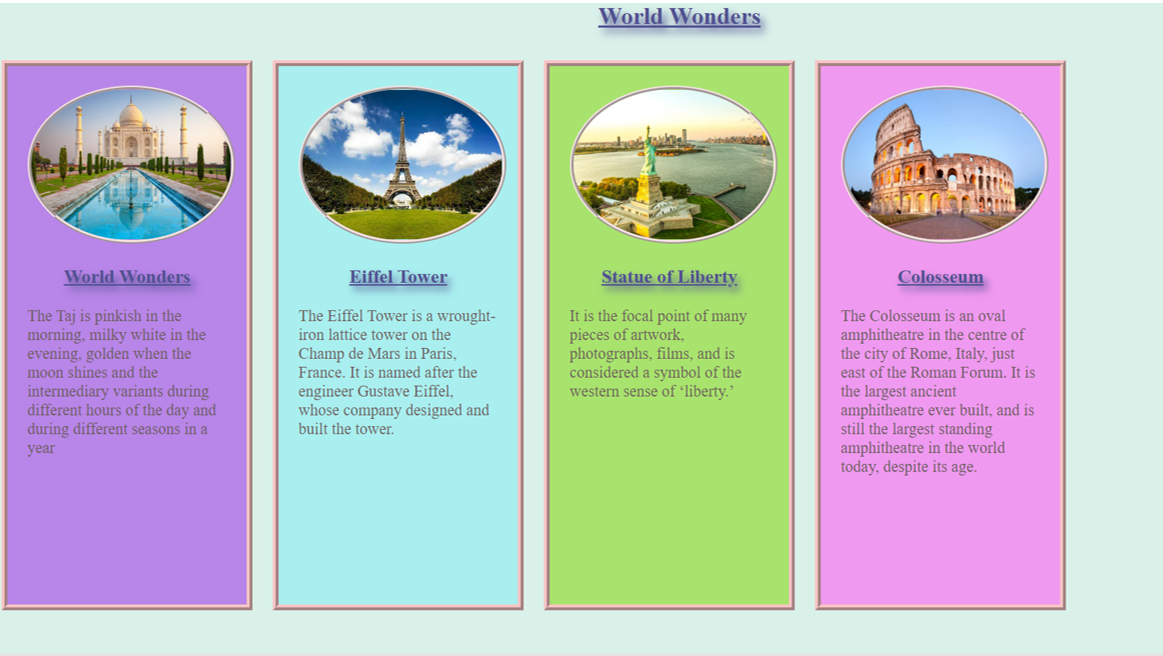 World Wonders
World Wonders
The Taj is pinkish in the
morning, milky white in the
evening, golden when the
moon shines and the
intermediary variants during
different hours of the day and
during different seasons in a
year
Eiffel Tower
The Eiffel Tower is a wrought-
iron lattice tower on the
Champ de Mars in Paris,
France. It is named after the
engineer Gustave Eiffel,
whose company designed and
built the tower.
Statue of Liberty
It is the focal point of many
pieces of artwork,
photographs, films, and is
considered a symbol of the
western sense of ‘liberty.’
Colosseum
The Colosseum is an oval
amphitheatre in the centre of
the city of Rome, Italy, just
east of the Roman Forum. It is
the largest ancient
amphitheatre ever built, and is
still the largest standing
amphitheatre in the world
today, despite its age.